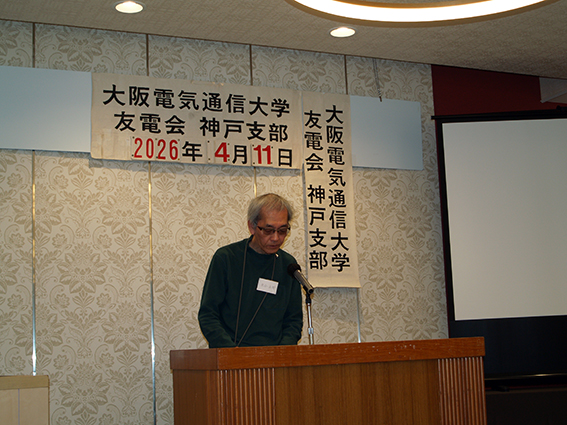 大阪電気通信大学
友電会 神戸支部
2026年 4月11日
大阪電気通信大学
友電会 神戸支部